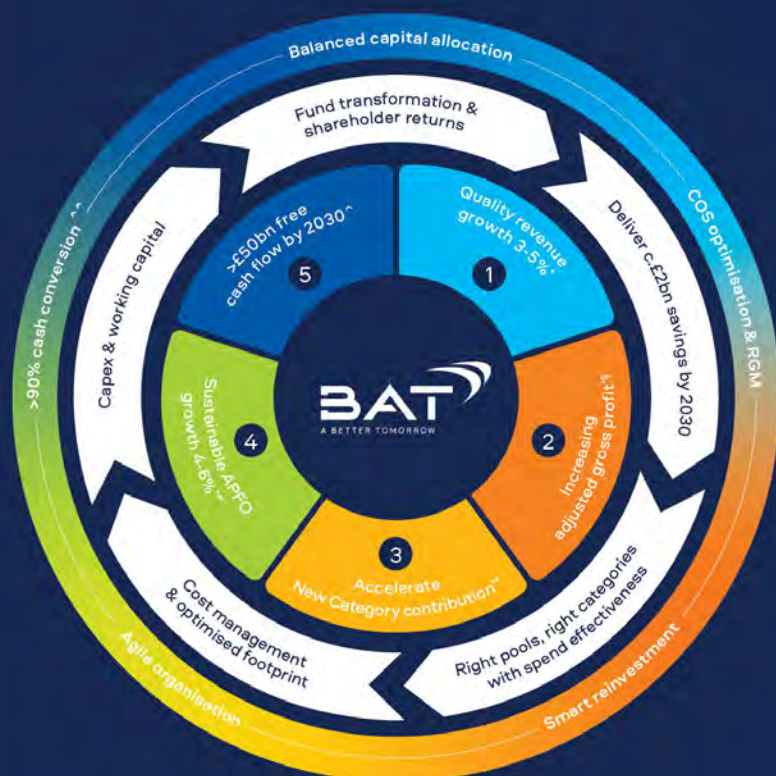 Balanced capital allocation
COS optimisation & RGM
Smart reinvestment
Agile organisation
>90% cash conversion^^
Fund transformation &
shareholder returns
Deliver c.£2bn savings by 2030
Right pools, right categories
with spend effectiveness
Cost management
& optimised footprint
Capex & working capital
Quality revenue
growth 3-5%*
1
Increasing
adjusted gross profit
2
3
Accelerate
New Category contribution
Sustainable APFO
growth 4-6%
4
>£50bn free
cash flow by 2030^
5
BAT
A BETTER TOMORROW